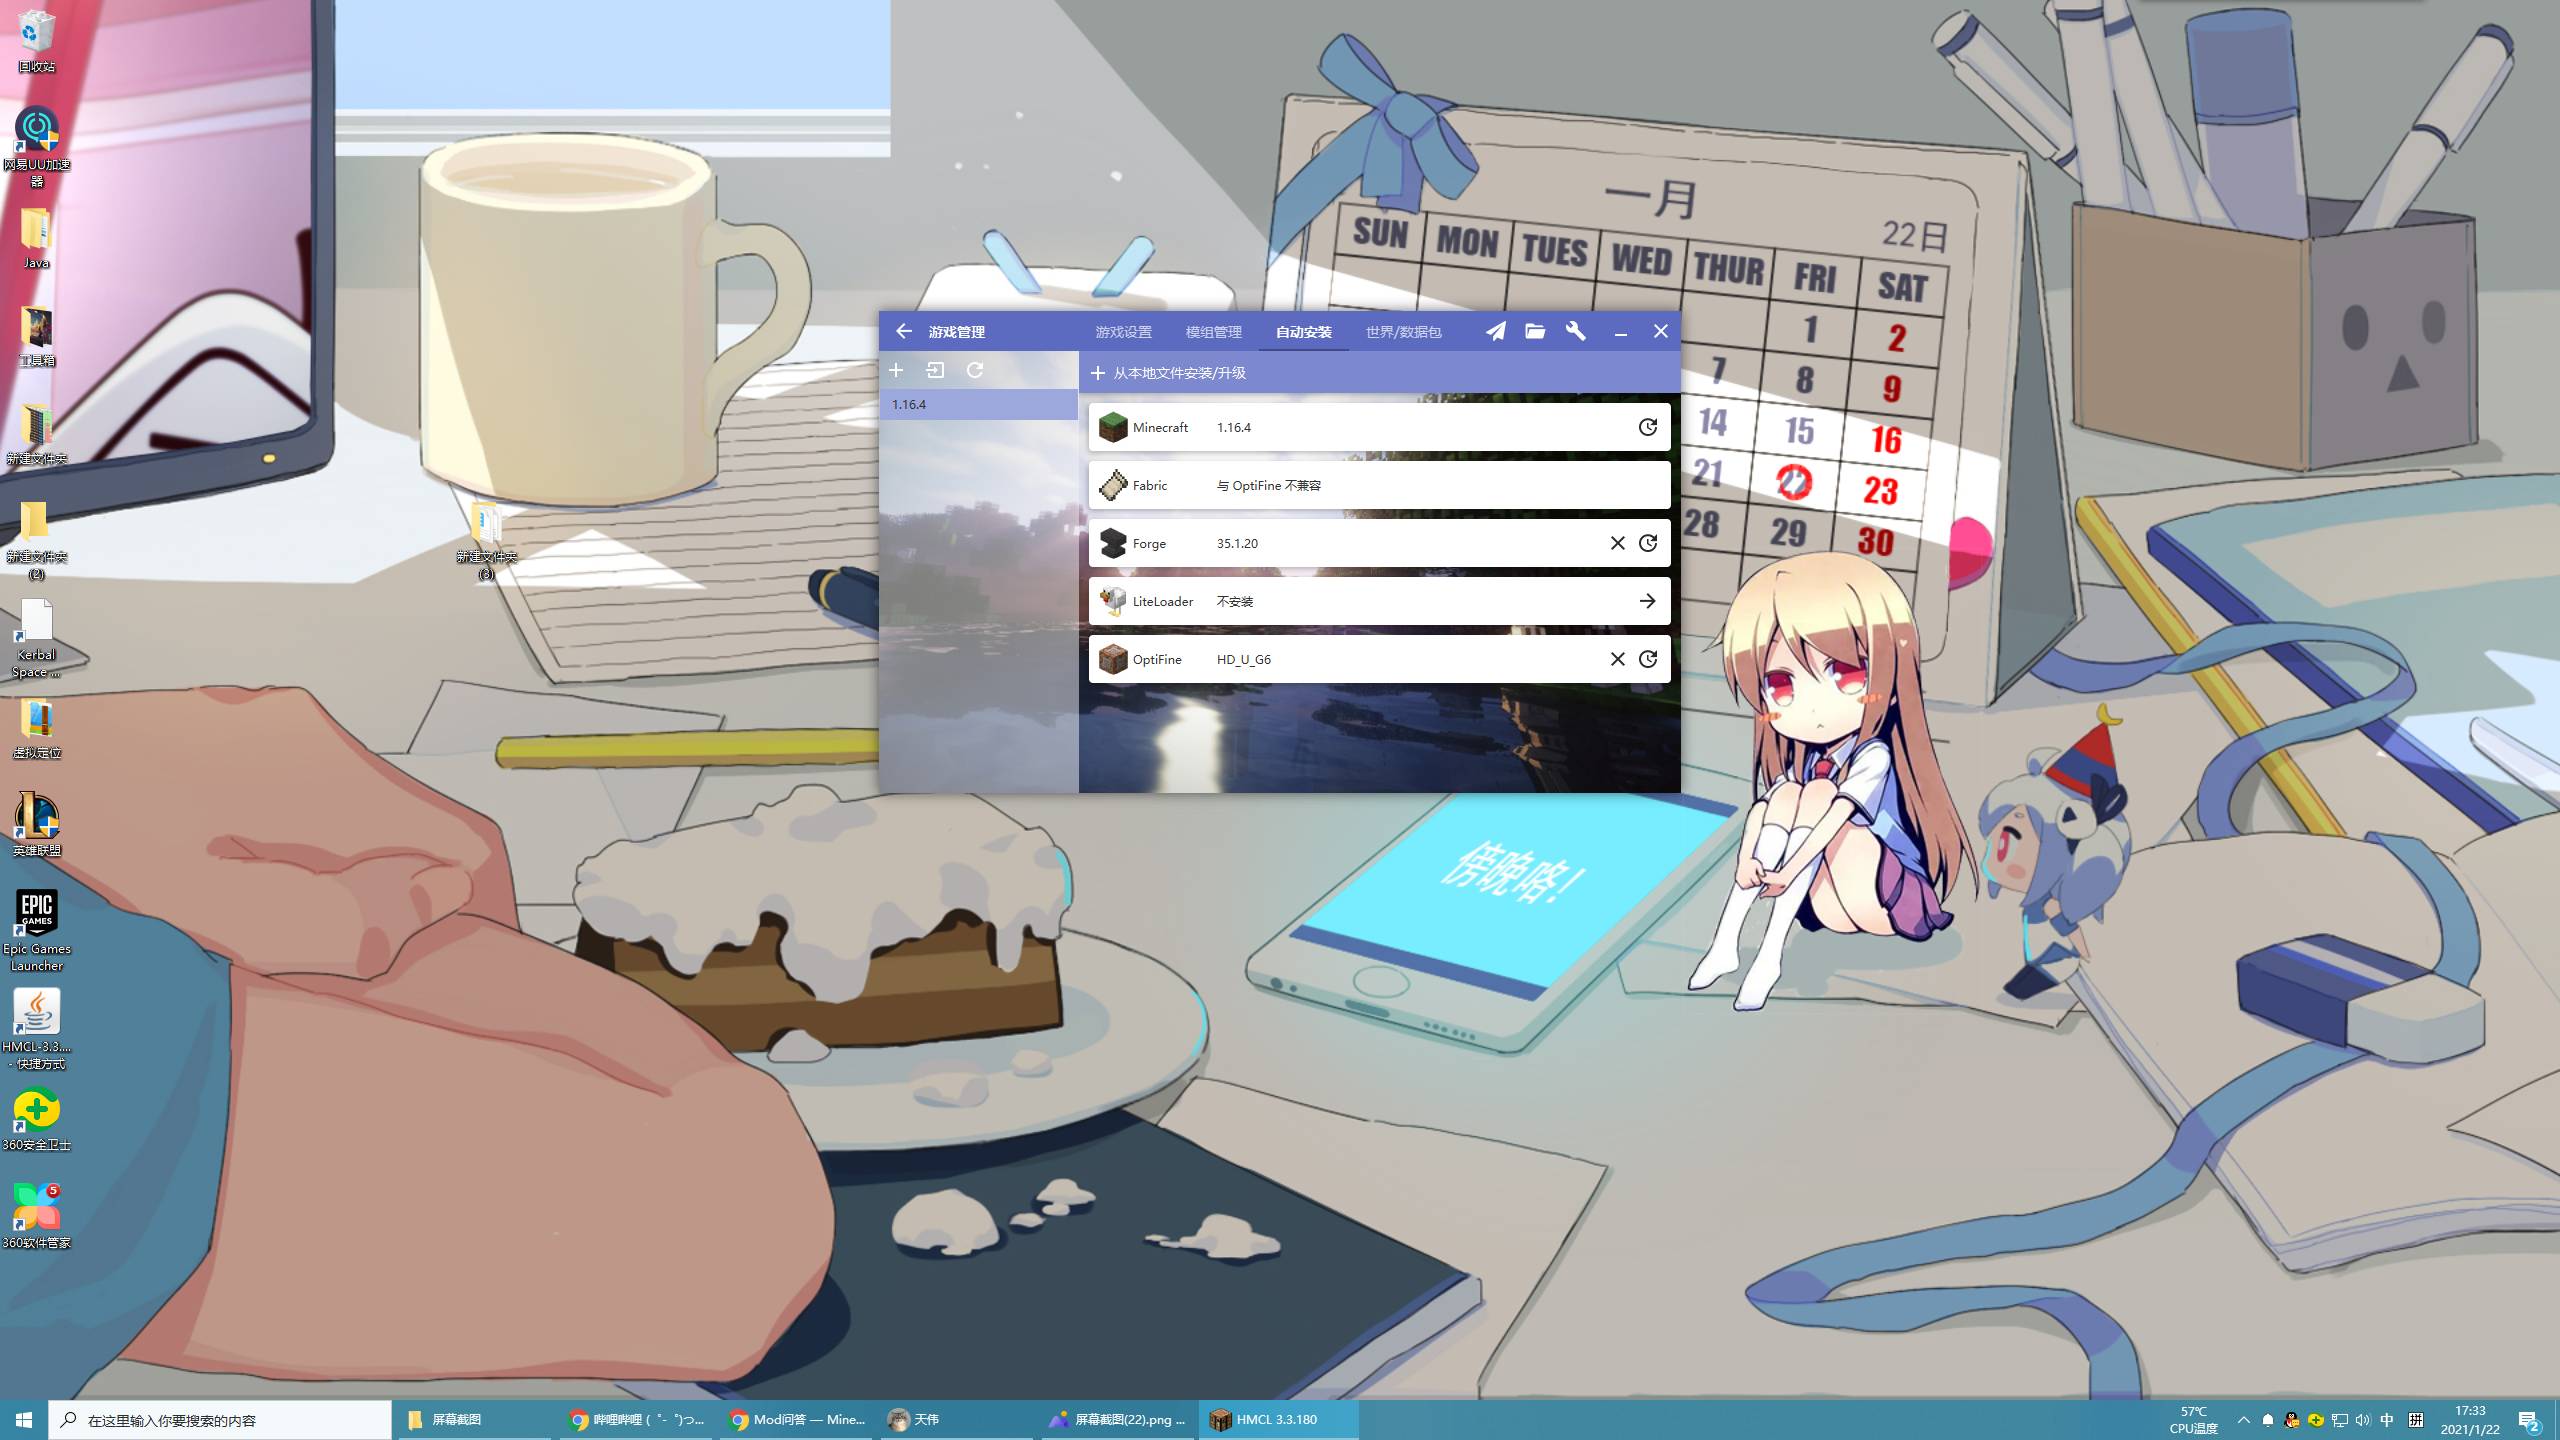 回收站
网易UU加速
器
Java
工具箱
新建文件夹
新建文件夹
(2)
新建文件夹
(3)
Kerbal
Space ...
虚拟定位
英雄联盟
EPIC
GAMES
Epic Games
Launcher
HMCL-3.3....
- 快捷方式
360安全卫士
5
360软件管家
一月
22日
SUN MON TUES WED THUR FRI SAT
1 2
7 8 9
14 15 16
21 22 23
28 29 30
游戏管理
游戏设置 模组管理 自动安装 世界/数据包
1.16.4
从本地文件安装/升级
Minecraft 1.16.4
Fabric 与 OptiFine 不兼容
Forge 35.1.20
LiteLoader 不安装
OptiFine HD_U_G6
傍晚咯!
在这里输入你要搜索的内容
屏幕截图
哔哩哔哩 ( ゜- ゜)つ...
Mod问答 — Mine...
天伟
屏幕截图(22).png ...
HMCL 3.3.180
57℃
CPU温度
中
拼
17:33
2021/1/22
2